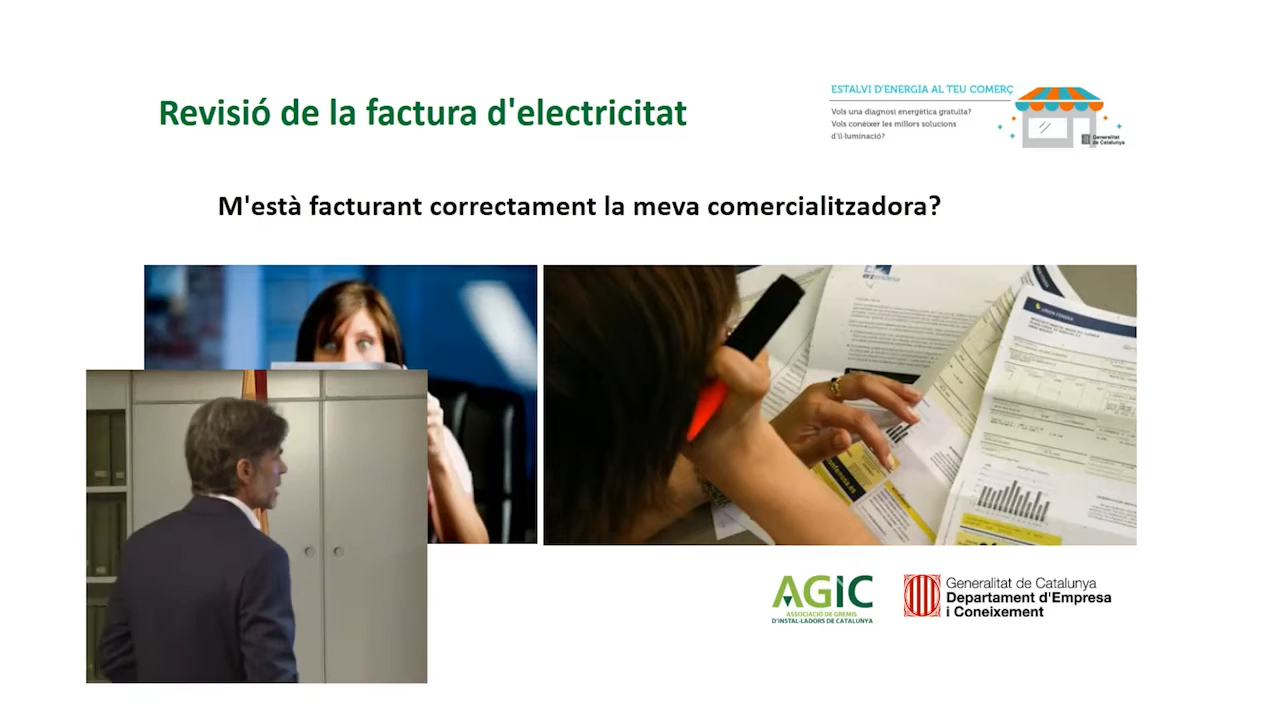 Revisió de la factura d'electricitat
ESTALVI D'ENERGIA AL TEU COMERÇ
Vols una diagnosi energètica gratuïta?
Vols conèixer les millors solucions
d'il·luminació?
Generalitat
de Catalunya
M'està facturant correctament la meva comercialitzadora?
endesa
AGIC
ASSOCIACIÓ DE GREMIS
D'INSTAL·LADORS DE CATALUNYA
Generalitat de Catalunya
Departament d'Empresa
i Coneixement